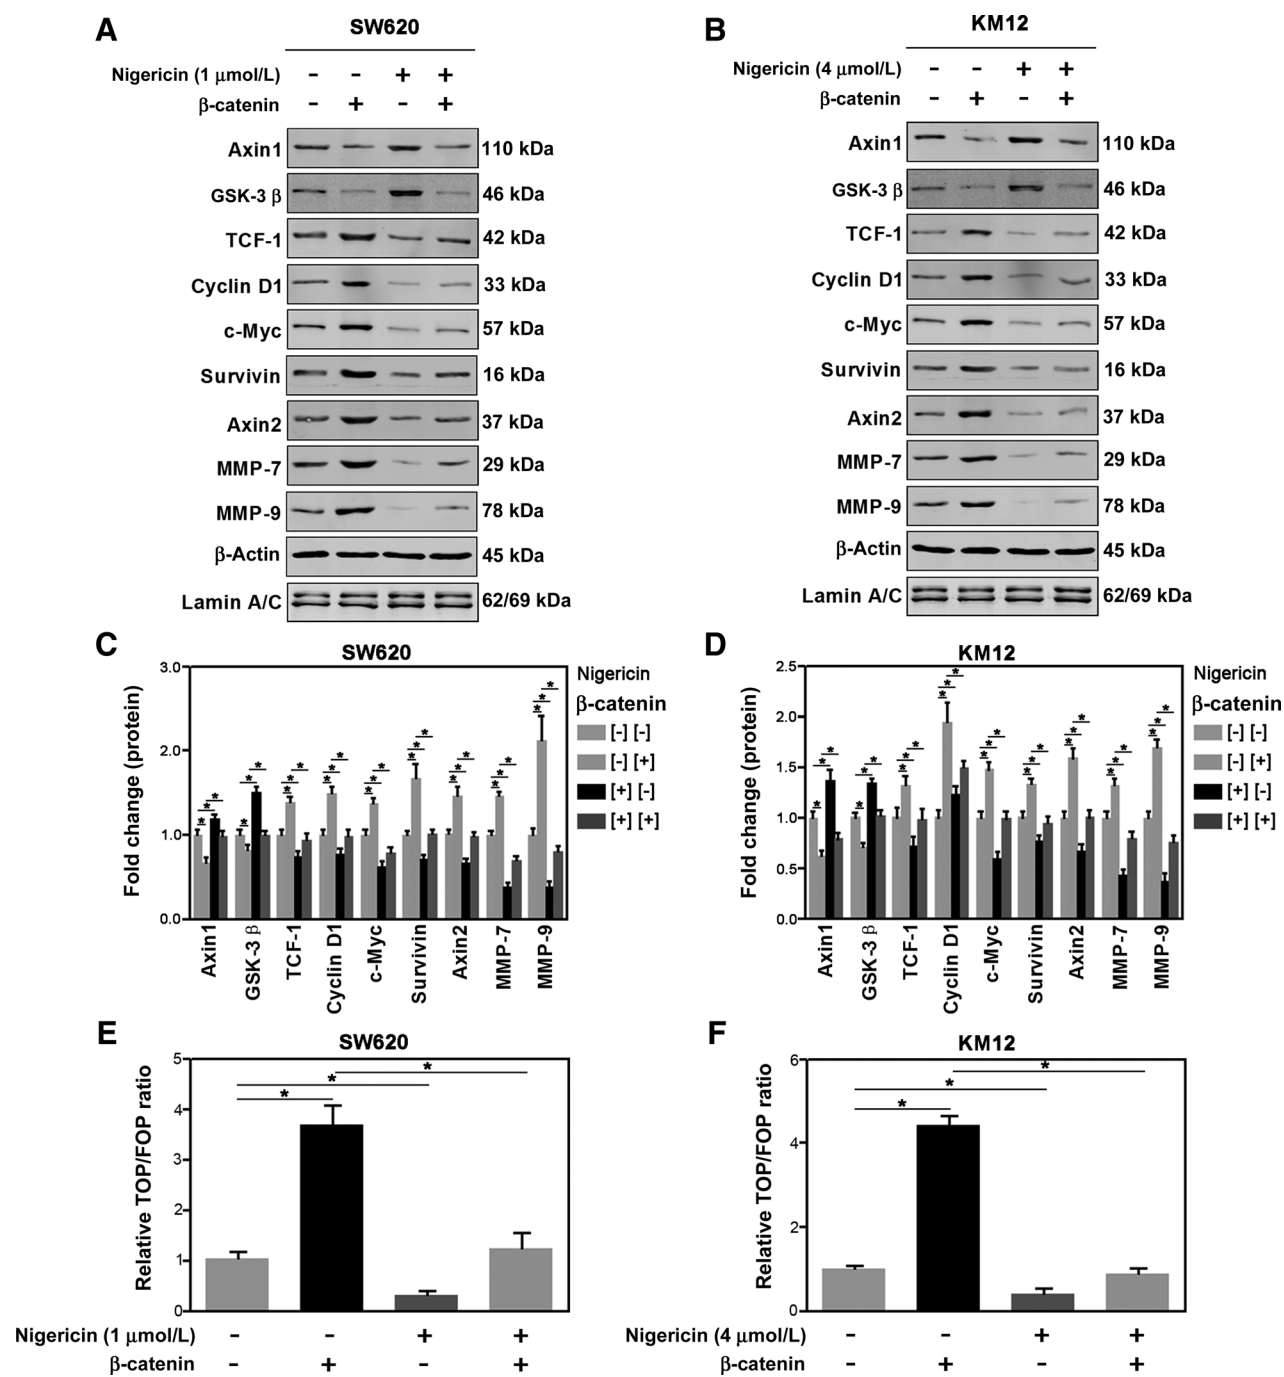 A
SW620
Nigericin (1 μmol/L) - - + +
β-catenin - + - +
Axin1 110 kDa
GSK-3 β 46 kDa
TCF-1 42 kDa
Cyclin D1 33 kDa
c-Myc 57 kDa
Survivin 16 kDa
Axin2 37 kDa
MMP-7 29 kDa
MMP-9 78 kDa
β-Actin 45 kDa
Lamin A/C 62/69 kDa
B
KM12
Nigericin (4 μmol/L) - - + +
β-catenin - + - +
Axin1 110 kDa
GSK-3 β 46 kDa
TCF-1 42 kDa
Cyclin D1 33 kDa
c-Myc 57 kDa
Survivin 16 kDa
Axin2 37 kDa
MMP-7 29 kDa
MMP-9 78 kDa
β-Actin 45 kDa
Lamin A/C 62/69 kDa
C
SW620
Fold change (protein)
3.0
2.0
1.0
0.0
* * * * * * * * * * * * * * * * * * * * * * * * * * *
Axin1 GSK-3 β TCF-1 Cyclin D1 c-Myc Survivin Axin2 MMP-7 MMP-9
Nigericin
β-catenin
[-] [-]
[-] [+]
[+] [-]
[+] [+]
D
KM12
Fold change (protein)
2.5
2.0
1.5
1.0
0.5
0.0
* * * * * * * * * * * * * * * * * * * * * * * * * *
Axin1 GSK-3 β TCF-1 Cyclin D1 c-Myc Survivin Axin2 MMP-7 MMP-9
Nigericin
β-catenin
[-] [-]
[-] [+]
[+] [-]
[+] [+]
E
SW620
Relative TOP/FOP ratio
5
4
3
2
1
0
*
*
*
Nigericin (1 μmol/L) - - + +
β-catenin - + - +
F
KM12
Relative TOP/FOP ratio
6
4
2
0
*
*
*
Nigericin (4 μmol/L) - - + +
β-catenin - + - +